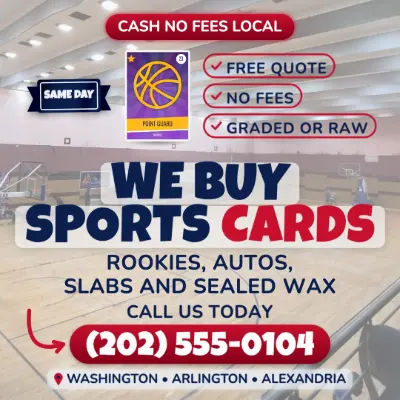 CASH NO FEES LOCAL
SAME DAY
21
POINT GUARD
FREE QUOTE
NO FEES
GRADED OR RAW
WE BUY
SPORTS CARDS
ROOKIES, AUTOS,
SLABS AND SEALED WAX
CALL US TODAY
(202) 555-0104
WASHINGTON • ARLINGTON • ALEXANDRIA